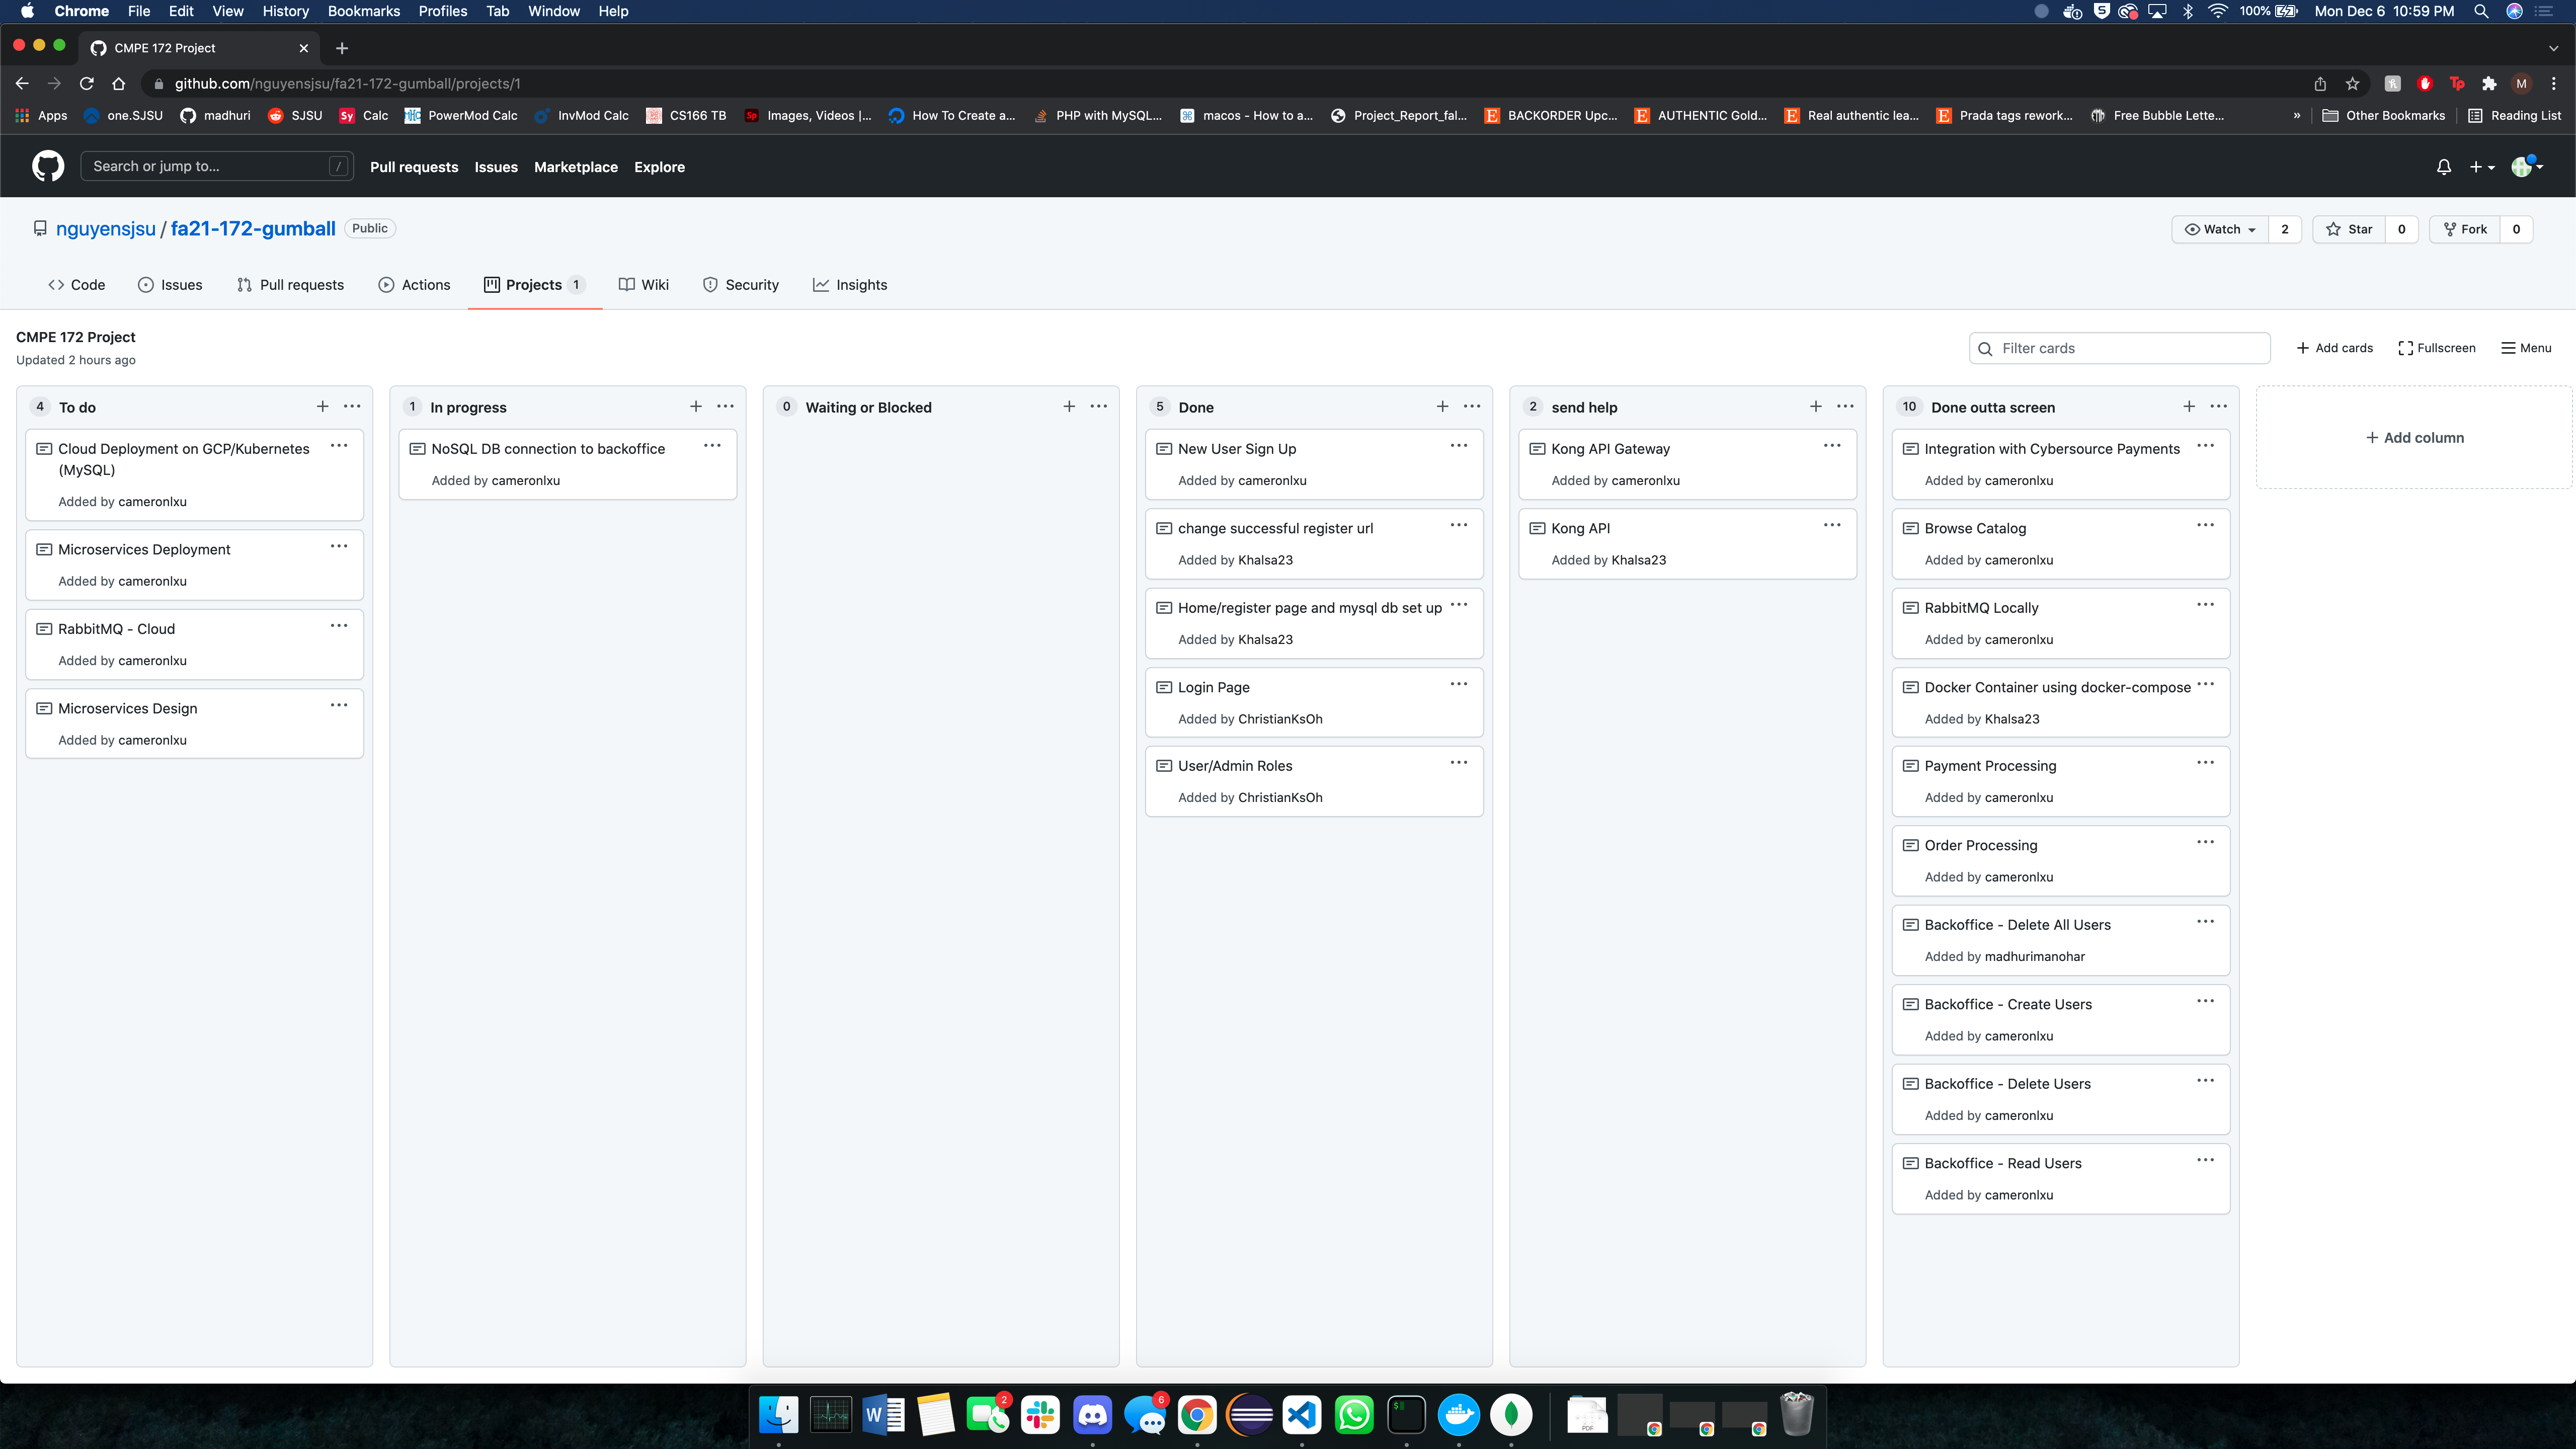 Chrome File Edit View History Bookmarks Profiles Tab Window Help 100% Mon Dec 6 10:59 PM
CMPE 172 Project
github.com/nguyensjsu/fa21-172-gumball/projects/1
Apps one.SJSU madhuri SJSU Sy Calc PowerMod Calc InvMod Calc CS166 TB Sp Images, Videos |... How To Create a... PHP with MySQL... macos - How to a... Project_Report_fal... E BACKORDER Upc... E AUTHENTIC Gold... E Real authentic lea... E Prada tags rework... Free Bubble Lette... » Other Bookmarks Reading List
Search or jump to... / Pull requests Issues Marketplace Explore
nguyensjsu / fa21-172-gumball Public Watch 2 Star 0 Fork 0
Code Issues Pull requests Actions Projects 1 Wiki Security Insights
CMPE 172 Project
Updated 2 hours ago
Filter cards Add cards Fullscreen Menu
4 To do
Cloud Deployment on GCP/Kubernetes
(MySQL)
Added by cameronlxu
Microservices Deployment
Added by cameronlxu
RabbitMQ - Cloud
Added by cameronlxu
Microservices Design
Added by cameronlxu
1 In progress
NoSQL DB connection to backoffice
Added by cameronlxu
0 Waiting or Blocked
5 Done
New User Sign Up
Added by cameronlxu
change successful register url
Added by Khalsa23
Home/register page and mysql db set up
Added by Khalsa23
Login Page
Added by ChristianKsOh
User/Admin Roles
Added by ChristianKsOh
2 send help
Kong API Gateway
Added by cameronlxu
Kong API
Added by Khalsa23
10 Done outta screen
Integration with Cybersource Payments
Added by cameronlxu
Browse Catalog
Added by cameronlxu
RabbitMQ Locally
Added by cameronlxu
Docker Container using docker-compose
Added by Khalsa23
Payment Processing
Added by cameronlxu
Order Processing
Added by cameronlxu
Backoffice - Delete All Users
Added by madhurimanohar
Backoffice - Create Users
Added by cameronlxu
Backoffice - Delete Users
Added by cameronlxu
Backoffice - Read Users
Added by cameronlxu
Add column
W 2 6 PDF